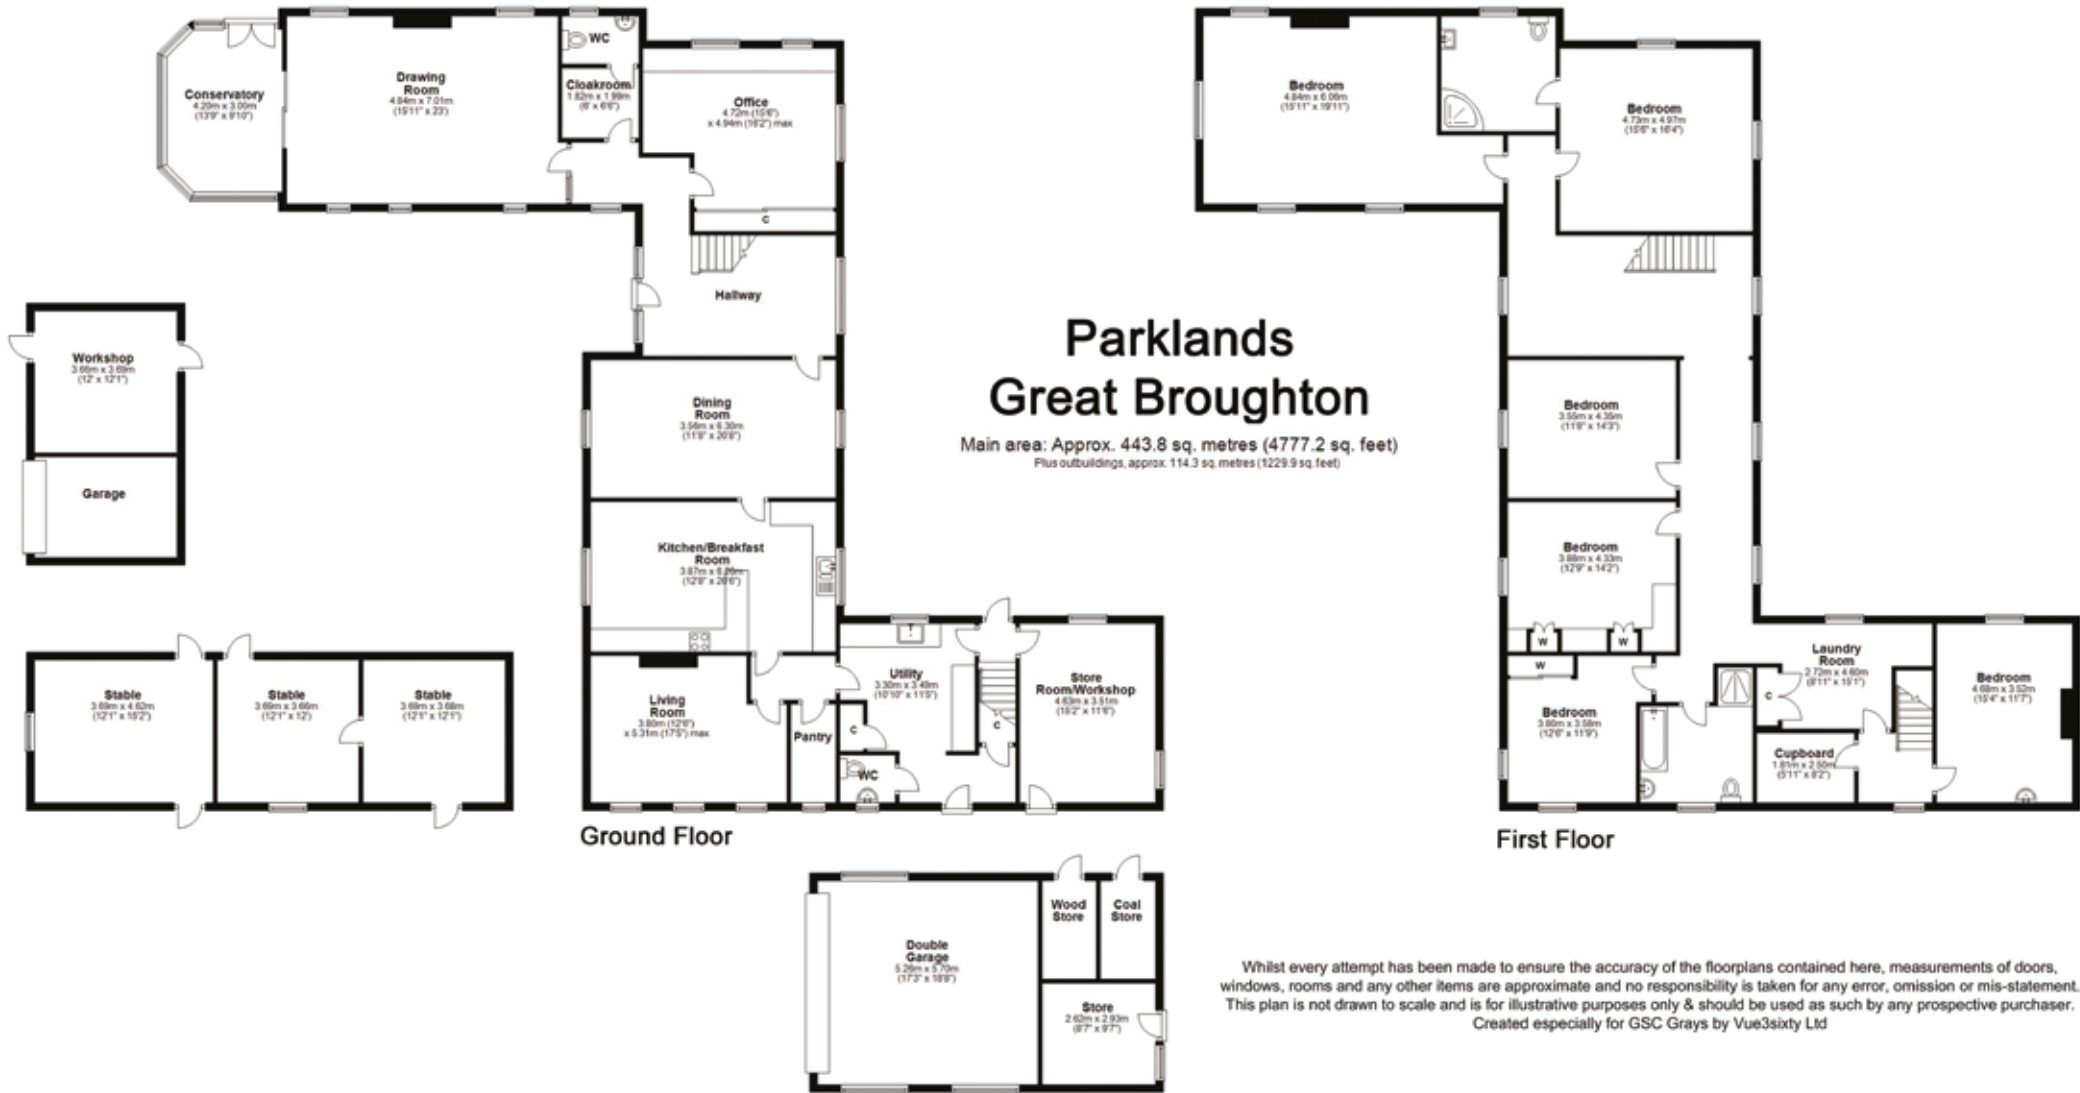 Conservatory
4.20m x 3.00m
(13'9" x 9'10")
Drawing
Room
4.84m x 7.01m
(15'11" x 23')
WC
Cloakroom
1.82m x 1.99m
(6' x 6'6")
Office
4.72m (15'6")
x 4.94m (16'2") max
C
Hallway
Workshop
3.66m x 3.69m
(12' x 12'1")
Garage
Dining
Room
3.56m x 6.30m
(11'8" x 20'8")
Kitchen/Breakfast
Room
3.87m x 6.26m
(12'8" x 20'6")
Living
Room
3.80m (12'6")
x 5.31m (17'5") max
Pantry
Utility
3.30m x 3.49m
(10'10" x 11'5")
C
WC
C
Store
Room/Workshop
4.63m x 3.51m
(15'2" x 11'6")
Stable
3.69m x 4.62m
(12'1" x 15'2")
Stable
3.69m x 3.66m
(12'1" x 12')
Stable
3.69m x 3.68m
(12'1" x 12'1")
Ground Floor
Double
Garage
5.26m x 5.70m
(17'3" x 18'8")
Wood
Store
Coal
Store
Store
2.62m x 2.93m
(8'7" x 9'7")
Parklands
Great Broughton
Main area: Approx. 443.8 sq. metres (4777.2 sq. feet)
Plus outbuildings, approx. 114.3 sq. metres (1229.9 sq. feet)
Bedroom
4.84m x 6.06m
(15'11" x 19'11")
Bedroom
4.73m x 4.97m
(15'6" x 16'4")
Bedroom
3.55m x 4.35m
(11'8" x 14'3")
Bedroom
3.88m x 4.33m
(12'9" x 14'2")
W
W
W
Bedroom
3.80m x 3.58m
(12'6" x 11'9")
Laundry
Room
2.72m x 4.60m
(8'11" x 15'1")
C
Cupboard
1.81m x 2.50m
(5'11" x 8'2")
Bedroom
4.68m x 3.52m
(15'4" x 11'7")
First Floor
Whilst every attempt has been made to ensure the accuracy of the floorplans contained here, measurements of doors,
windows, rooms and any other items are approximate and no responsibility is taken for any error, omission or mis-statement.
This plan is not drawn to scale and is for illustrative purposes only & should be used as such by any prospective purchaser.
Created especially for GSC Grays by Vue3sixty Ltd